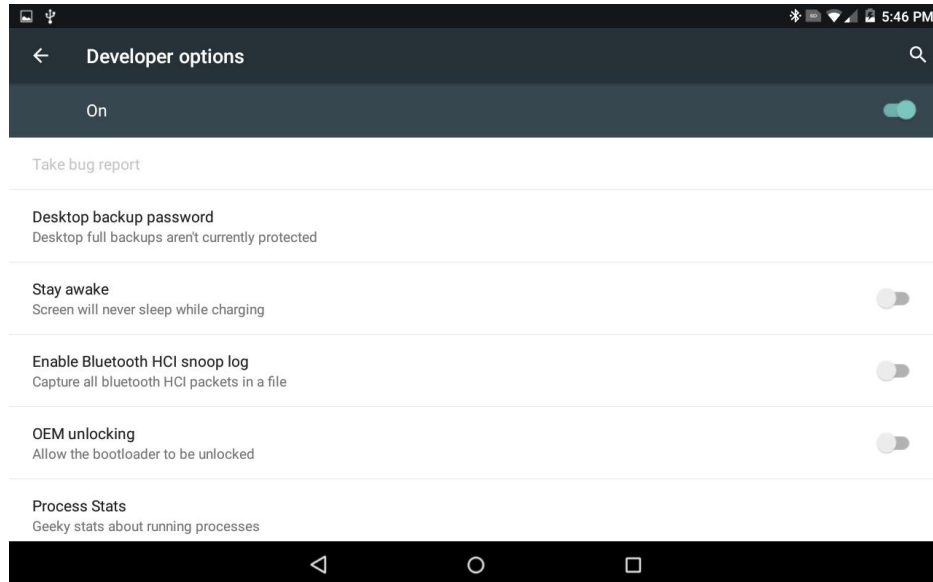 5:46 PM
Developer options
On
Take bug report
Desktop backup password
Desktop full backups aren't currently protected
Stay awake
Screen will never sleep while charging
Enable Bluetooth HCI snoop log
Capture all bluetooth HCI packets in a file
OEM unlocking
Allow the bootloader to be unlocked
Process Stats
Geeky stats about running processes